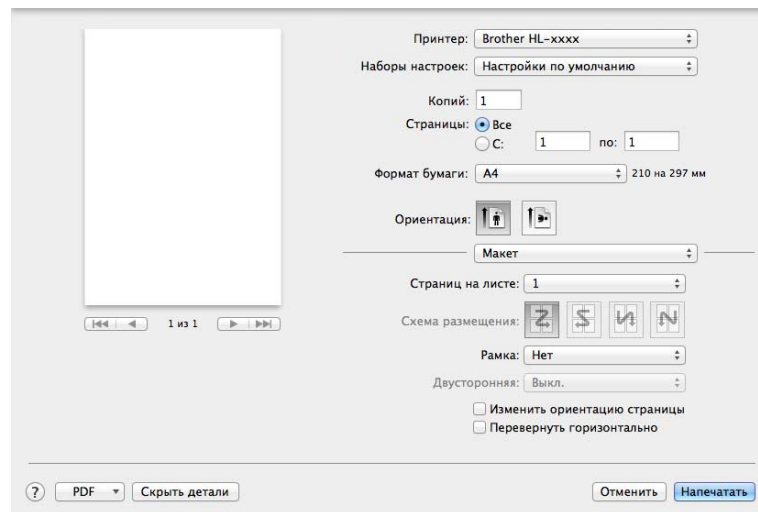 Принтер: Brother HL-xxxx
Наборы настроек: Настройки по умолчанию
Копий: 1
Страницы: Все
С: 1 по: 1
Формат бумаги: A4 210 на 297 мм
Ориентация:
Макет
Страниц на листе: 1
1 из 1
Схема размещения:
Рамка: Нет
Двусторонняя: Выкл.
Изменить ориентацию страницы
Перевернуть горизонтально
? PDF Скрыть детали Отменить Напечатать